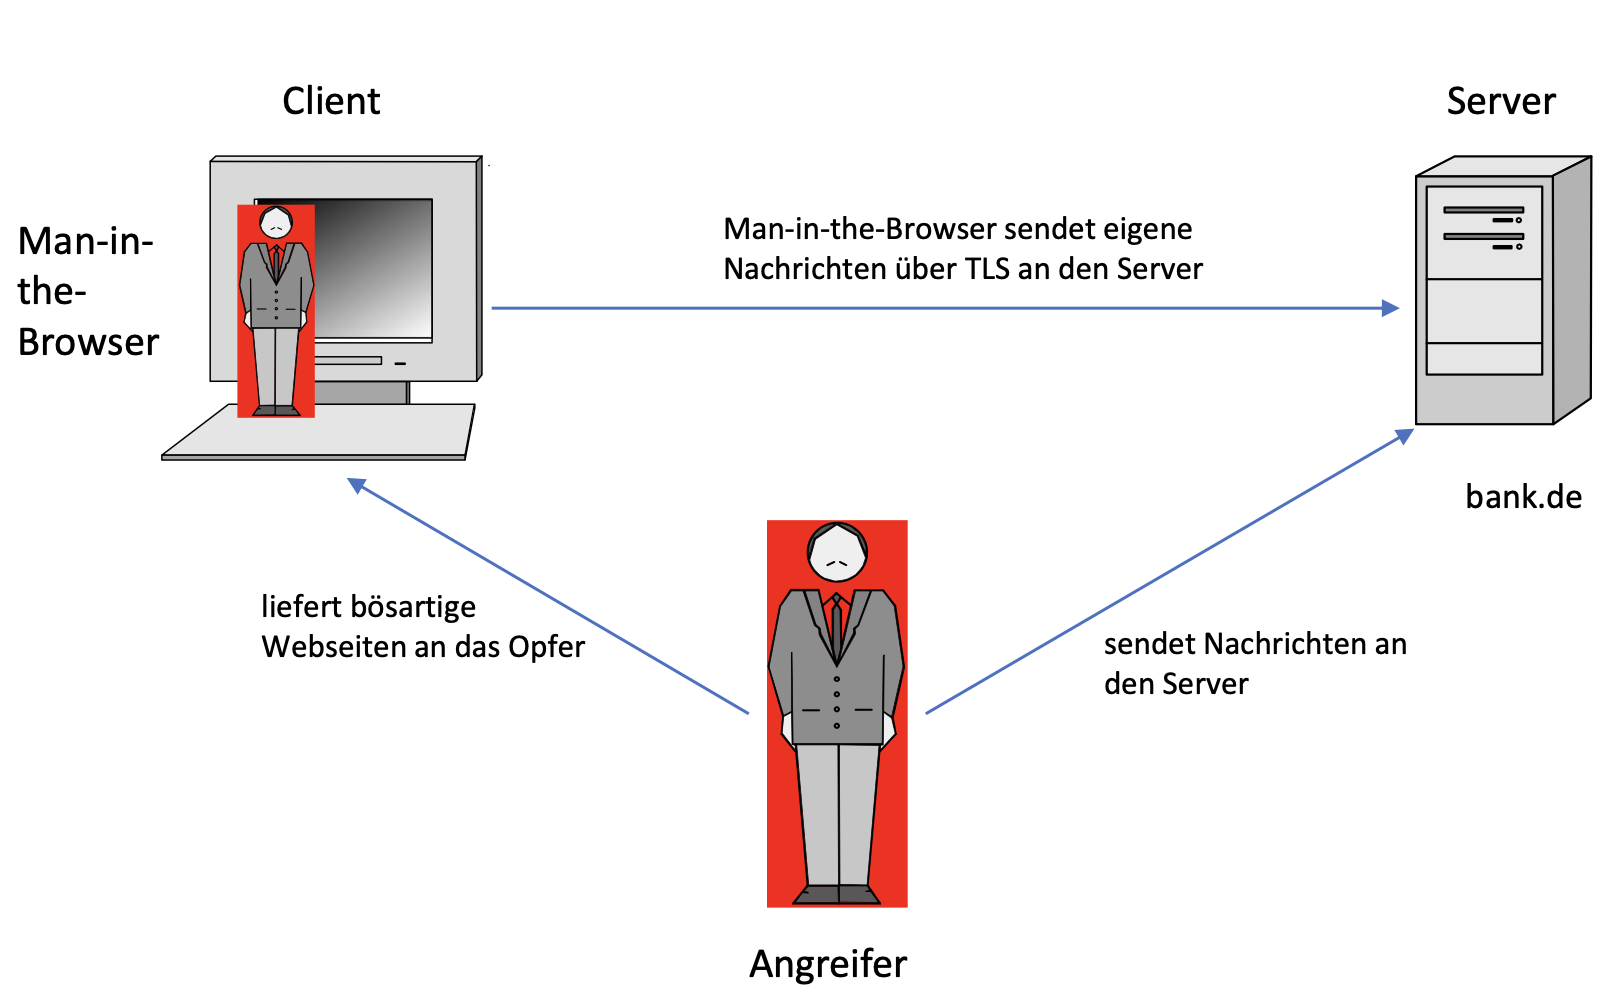 Client
Server
Man-in-
the-
Browser
Man-in-the-Browser sendet eigene
Nachrichten über TLS an den Server
bank.de
liefert bösartige
Webseiten an das Opfer
sendet Nachrichten an
den Server
Angreifer